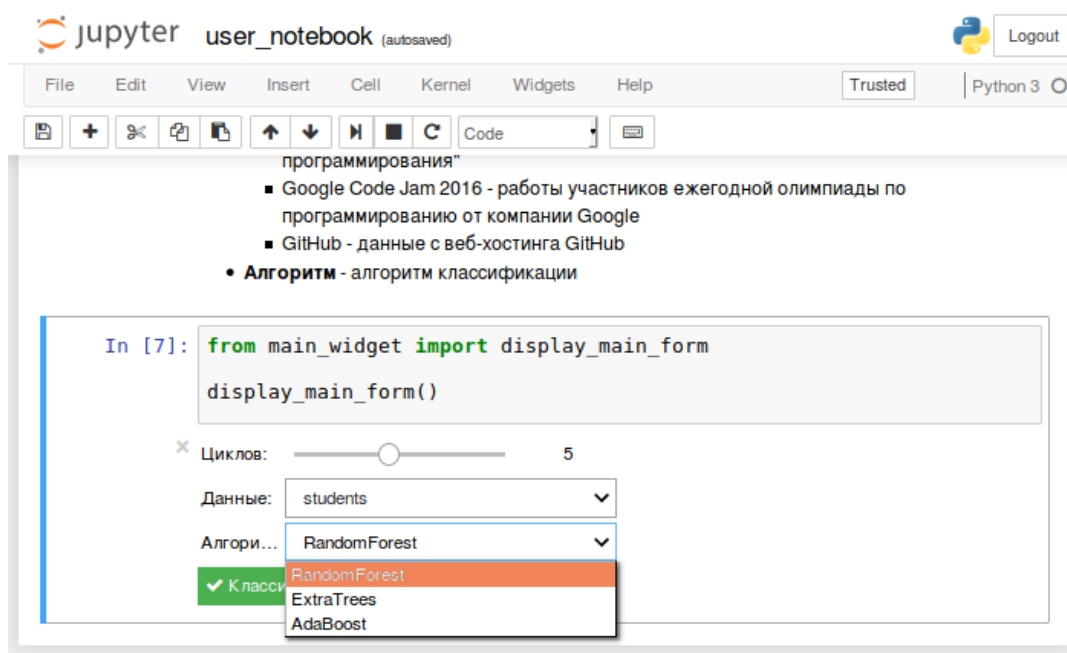 jupyter user_notebook (autosaved) Logout
File Edit View Insert Cell Kernel Widgets Help Trusted Python 3
Code
программирования"
Google Code Jam 2016 - работы участников ежегодной олимпиады по
программированию от компании Google
GitHub - данные с веб-хостинга GitHub
Алгоритм - алгоритм классификации
In [7]: from main_widget import display_main_form
display_main_form()
Циклов: 5
Данные: students
Алгори... RandomForest
RandomForest
Класси
ExtraTrees
AdaBoost